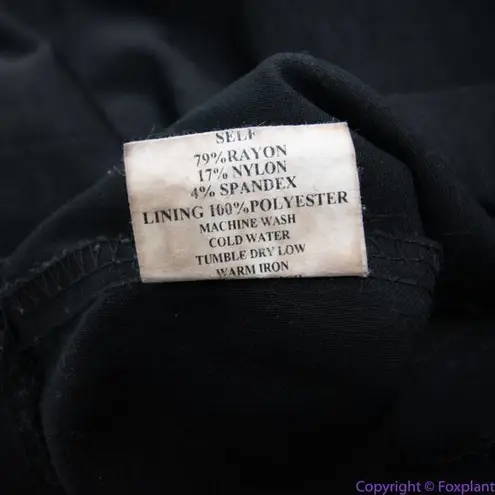 SELF
79%RAYON
17% NYLON
4% SPANDEX
LINING 100%POLYESTER
MACHINE WASH
COLD WATER
TUMBLE DRY LOW
WARM IRON
Copyright © Foxplant